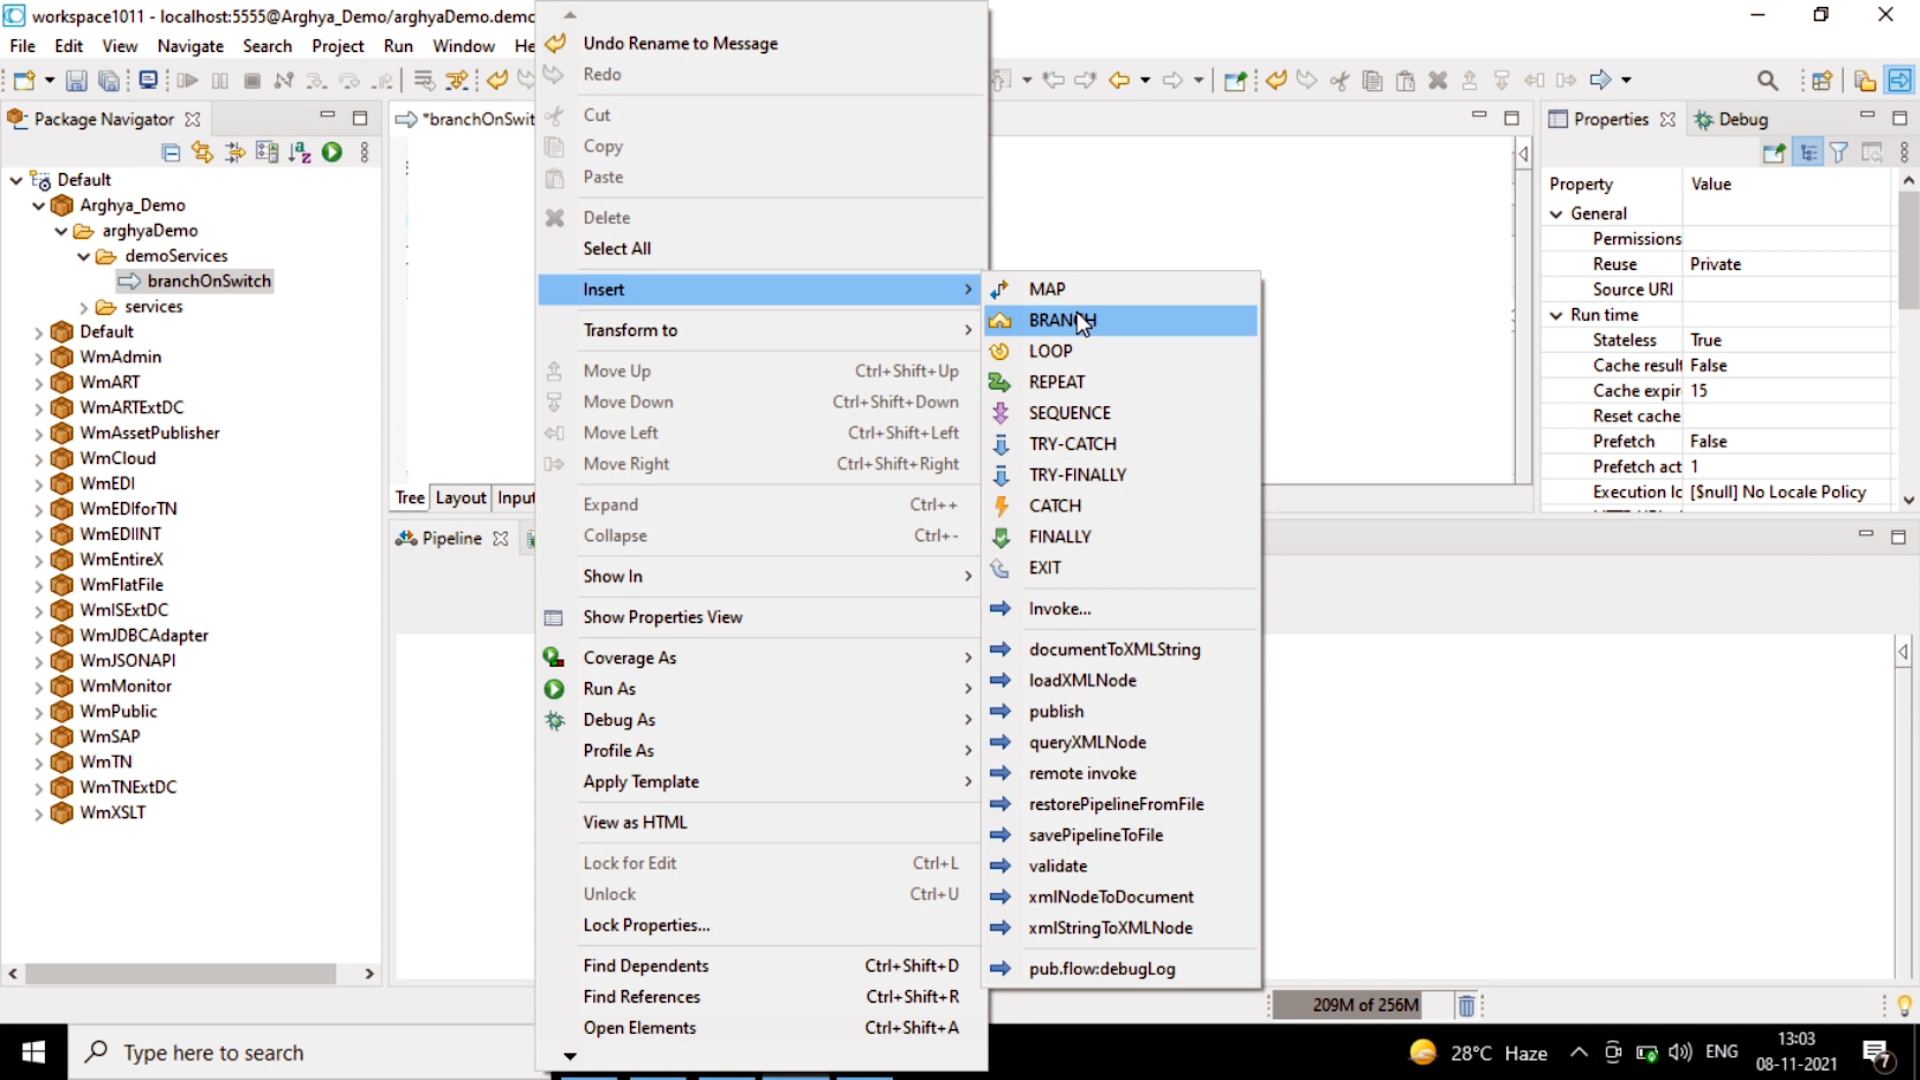 workspace1011 - localhost:5555@Arghya_Demo/arghyaDemo.demo
File Edit View Navigate Search Project Run Window He
Package Navigator
Default
Arghya_Demo
arghyaDemo
demoServices
branchOnSwitch
services
Default
WmAdmin
WmART
WmARTExtDC
WmAssetPublisher
WmCloud
WmEDI
WmEDIforTN
WmEDIINT
WmEntireX
WmFlatFile
WmISExtDC
WmJDBCAdapter
WmJSONAPI
WmMonitor
WmPublic
WmSAP
WmTN
WmTNExtDC
WmXSLT
*branchOnSwit
Tree Layout Input
Pipeline
Undo Rename to Message
Redo
Cut
Copy
Paste
Delete
Select All
Insert
Transform to
Move Up Ctrl+Shift+Up
Move Down Ctrl+Shift+Down
Move Left Ctrl+Shift+Left
Move Right Ctrl+Shift+Right
Expand Ctrl++
Collapse Ctrl+-
Show In
Show Properties View
Coverage As
Run As
Debug As
Profile As
Apply Template
View as HTML
Lock for Edit Ctrl+L
Unlock Ctrl+U
Lock Properties...
Find Dependents Ctrl+Shift+D
Find References Ctrl+Shift+R
Open Elements Ctrl+Shift+A
MAP
BRANCH
LOOP
REPEAT
SEQUENCE
TRY-CATCH
TRY-FINALLY
CATCH
FINALLY
EXIT
Invoke...
documentToXMLString
loadXMLNode
publish
queryXMLNode
remote invoke
restorePipelineFromFile
savePipelineToFile
validate
xmlNodeToDocument
xmlStringToXMLNode
pub.flow:debugLog
Properties Debug
Property Value
General
Permissions
Reuse Private
Source URI
Run time
Stateless True
Cache result False
Cache expir 15
Reset cache
Prefetch False
Prefetch act 1
Execution Lc [$null] No Locale Policy
209M of 256M
Type here to search
28°C Haze
ENG
13:03
08-11-2021
7